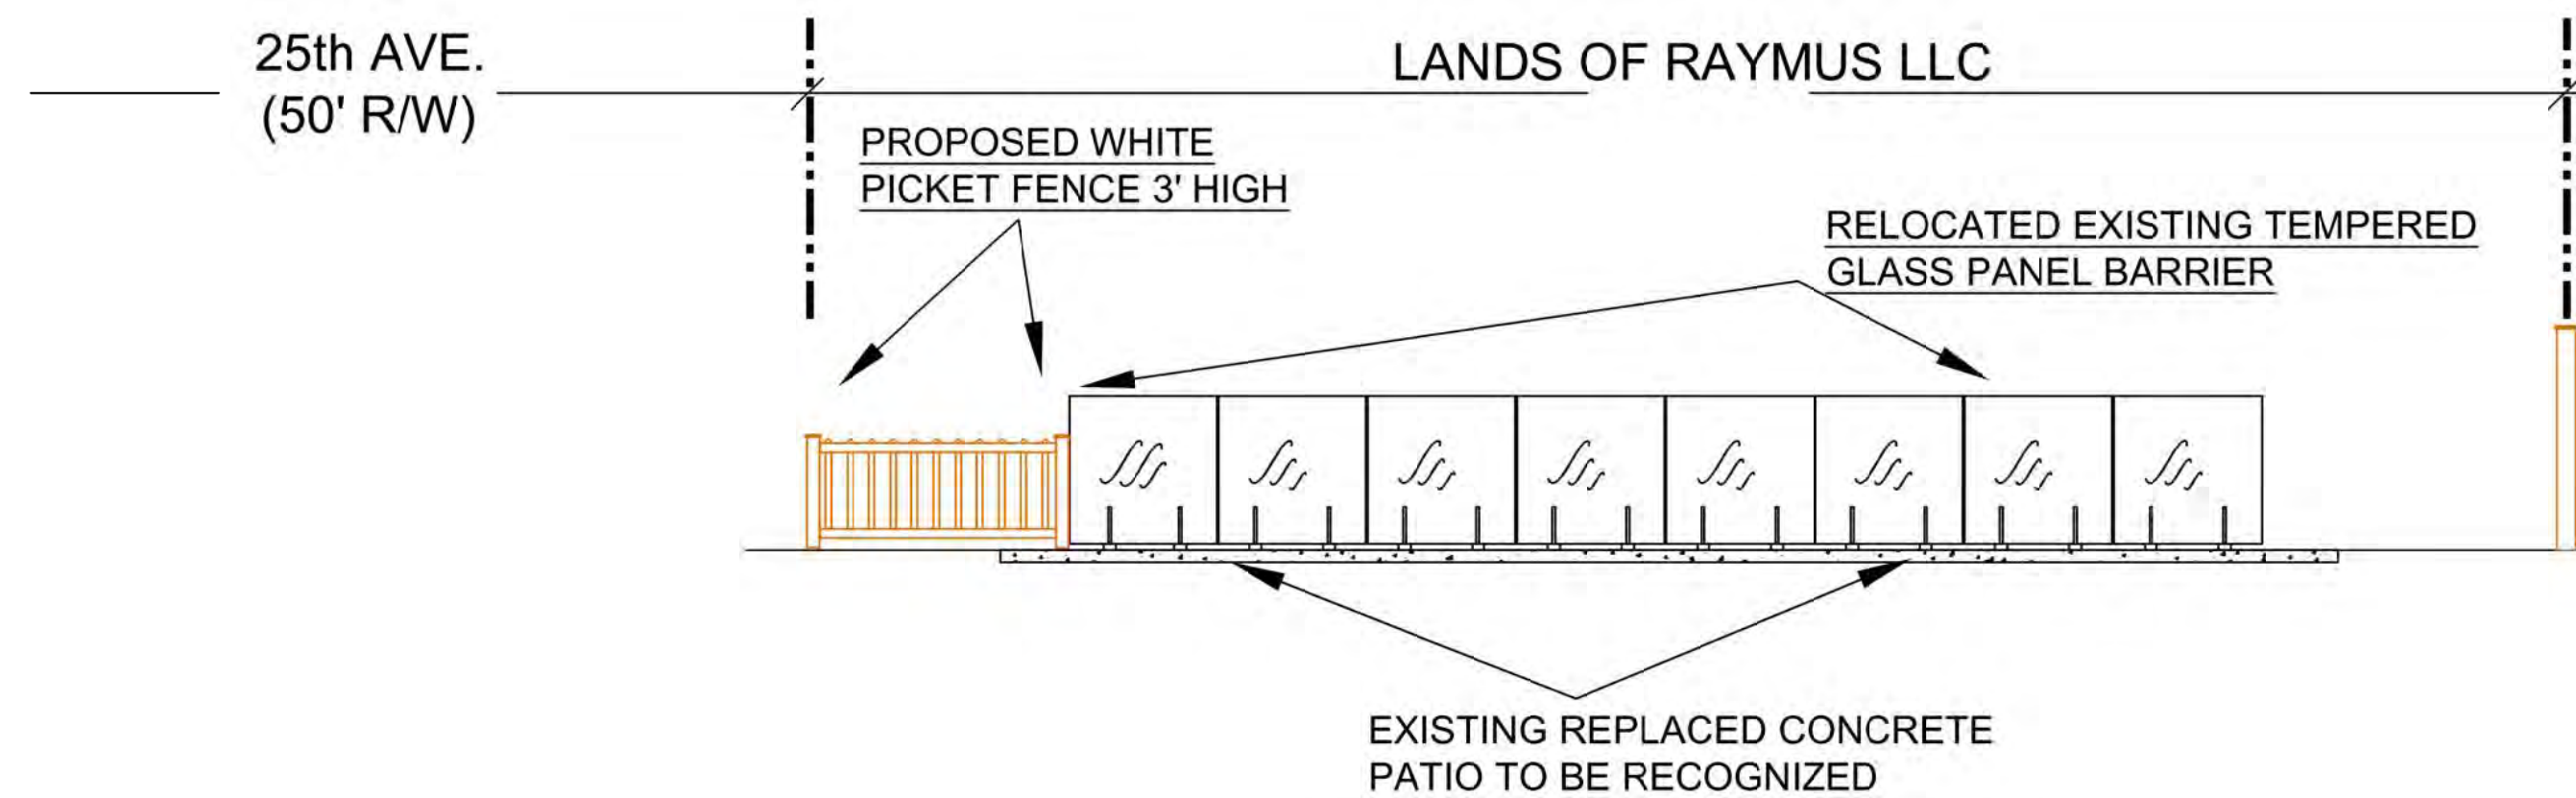 25th AVE.
(50' R/W)
LANDS OF RAYMUS LLC
PROPOSED WHITE
PICKET FENCE 3' HIGH
RELOCATED EXISTING TEMPERED
GLASS PANEL BARRIER
EXISTING REPLACED CONCRETE
PATIO TO BE RECOGNIZED